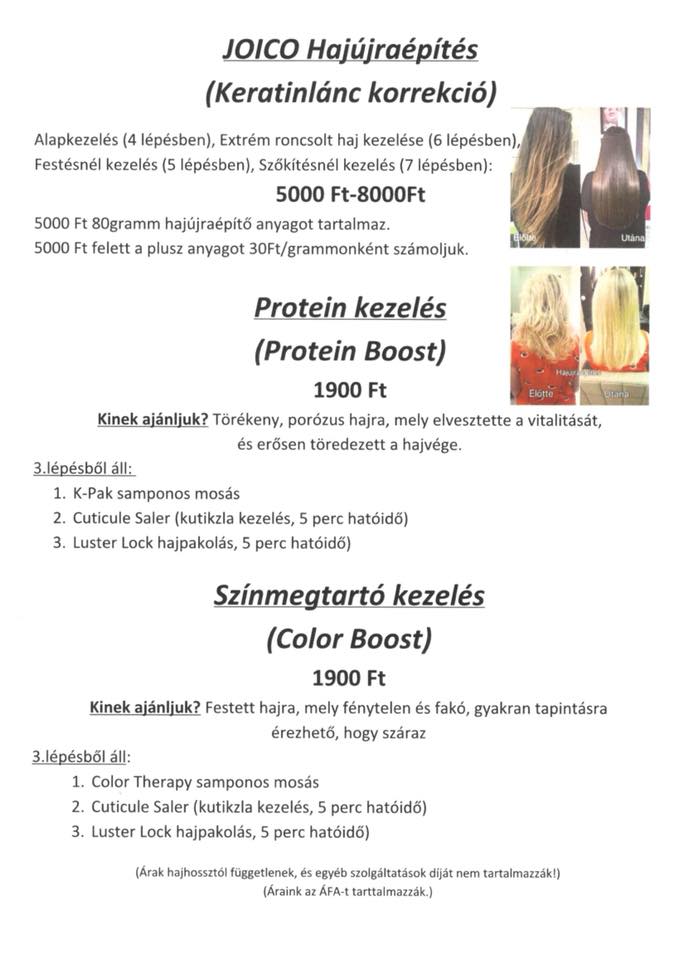 JOICO Hajújraépítés
(Keratinlánc korrekció)
Alapkezelés (4 lépésben), Extrém roncsolt haj kezelése (6 lépésben),
Festésnél kezelés (5 lépésben), Szőkítésnél kezelés (7 lépésben):
5000 Ft-8000Ft
5000 Ft 80gramm hajújraépítő anyagot tartalmaz.
5000 Ft felett a plusz anyagot 30Ft/grammonként számoljuk.
Előtte
Utána
Protein kezelés
(Protein Boost)
1900 Ft
Előtte
Utána
Kinek ajánljuk? Törékeny, porózus hajra, mely elvesztette a vitalitását,
és erősen töredezett a hajvége.
3.lépésből áll:
1. K-Pak samponos mosás
2. Cuticule Saler (kutikzla kezelés, 5 perc hatóidő)
3. Luster Lock hajpakolás, 5 perc hatóidő)
Színmegtartó kezelés
(Color Boost)
1900 Ft
Kinek ajánljuk? Festett hajra, mely fénytelen és fakó, gyakran tapintásra
érezhető, hogy száraz
3.lépésből áll:
1. Color Therapy samponos mosás
2. Cuticule Saler (kutikzla kezelés, 5 perc hatóidő)
3. Luster Lock hajpakolás, 5 perc hatóidő)
(Árak hajhossztól függetlenek, és egyéb szolgáltatások díját nem tartalmazzák!)
(Áraink az ÁFA-t tarttalmazzák.)